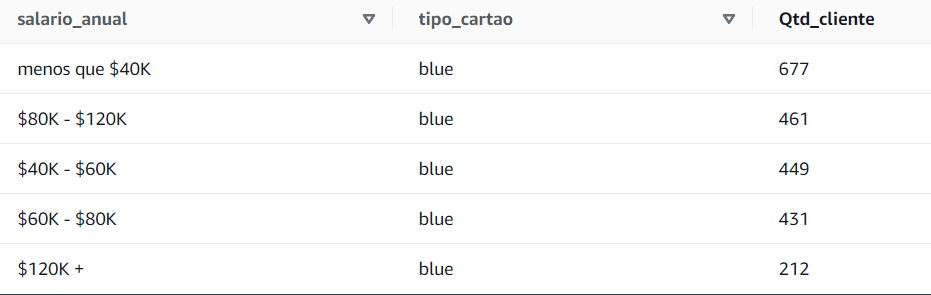 salario_anual tipo_cartao Qtd_cliente
menos que $40K blue 677
$80K - $120K blue 461
$40K - $60K blue 449
$60K - $80K blue 431
$120K + blue 212